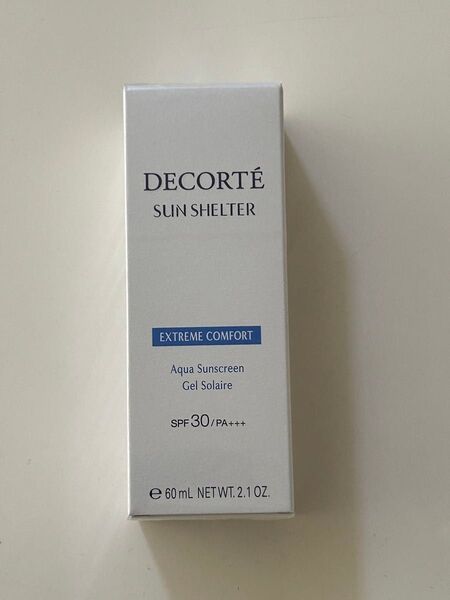 DECORTÉ
SUN SHELTER
EXTREME COMFORT
Aqua Sunscreen
Gel Solaire
SPF30/PA+++
℮ 60 mL NET WT. 2.1 OZ.